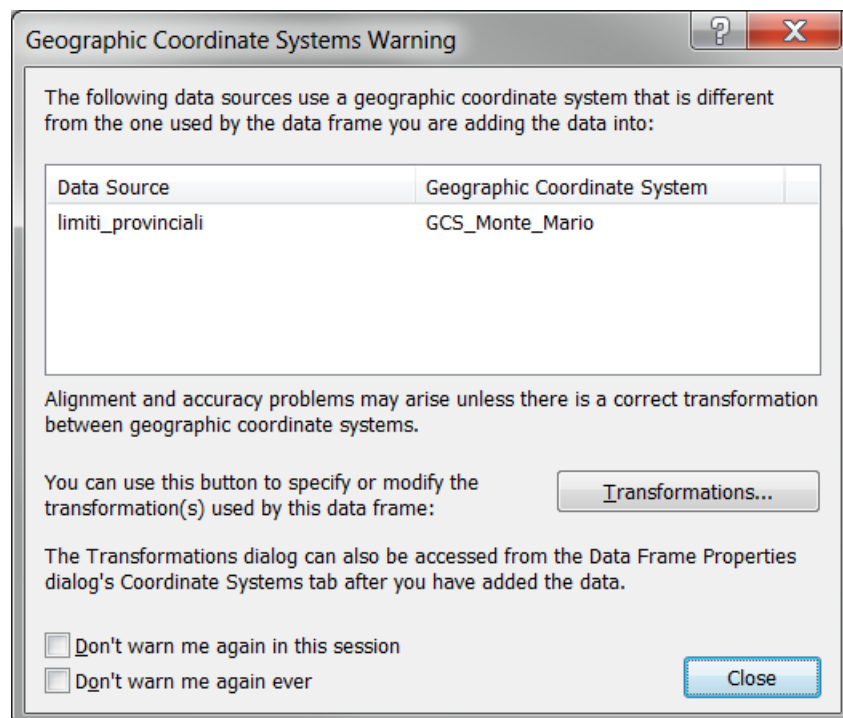 Geographic Coordinate Systems Warning
The following data sources use a geographic coordinate system that is different
from the one used by the data frame you are adding the data into:
Data Source Geographic Coordinate System
limiti_provinciali GCS_Monte_Mario
Alignment and accuracy problems may arise unless there is a correct transformation
between geographic coordinate systems.
You can use this button to specify or modify the
transformation(s) used by this data frame:
Transformations...
The Transformations dialog can also be accessed from the Data Frame Properties
dialog's Coordinate Systems tab after you have added the data.
Don't warn me again in this session
Don't warn me again ever
Close